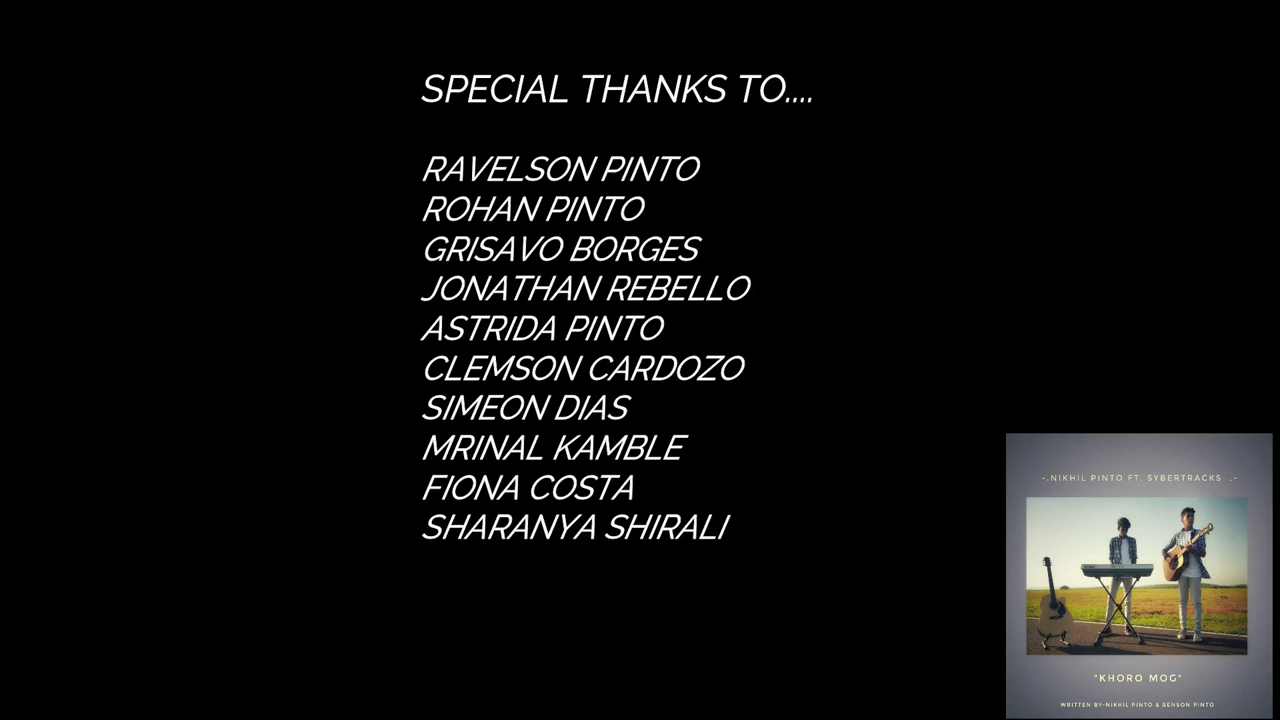 SPECIAL THANKS TO....
RAVELSON PINTO
ROHAN PINTO
GRISAVO BORGES
JONATHAN REBELLO
ASTRIDA PINTO
CLEMSON CARDOZO
SIMEON DIAS
MRINAL KAMBLE
FIONA COSTA
SHARANYA SHIRALI
-.NIKHIL PINTO FT. SYBERTRACKS .-
"KHORO MOG"
WRITTEN BY-NIKHIL PINTO & BENSON PINTO